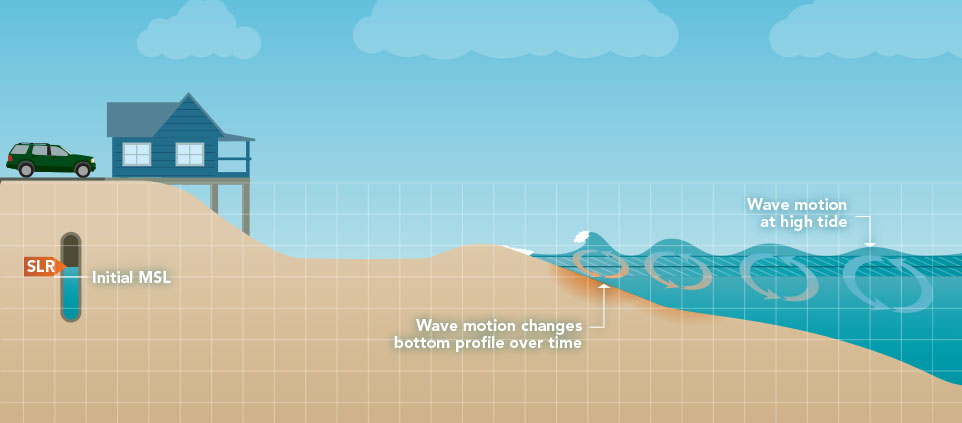 Wave motion
at high tide
SLR
Initial MSL
Wave motion changes
bottom profile over time